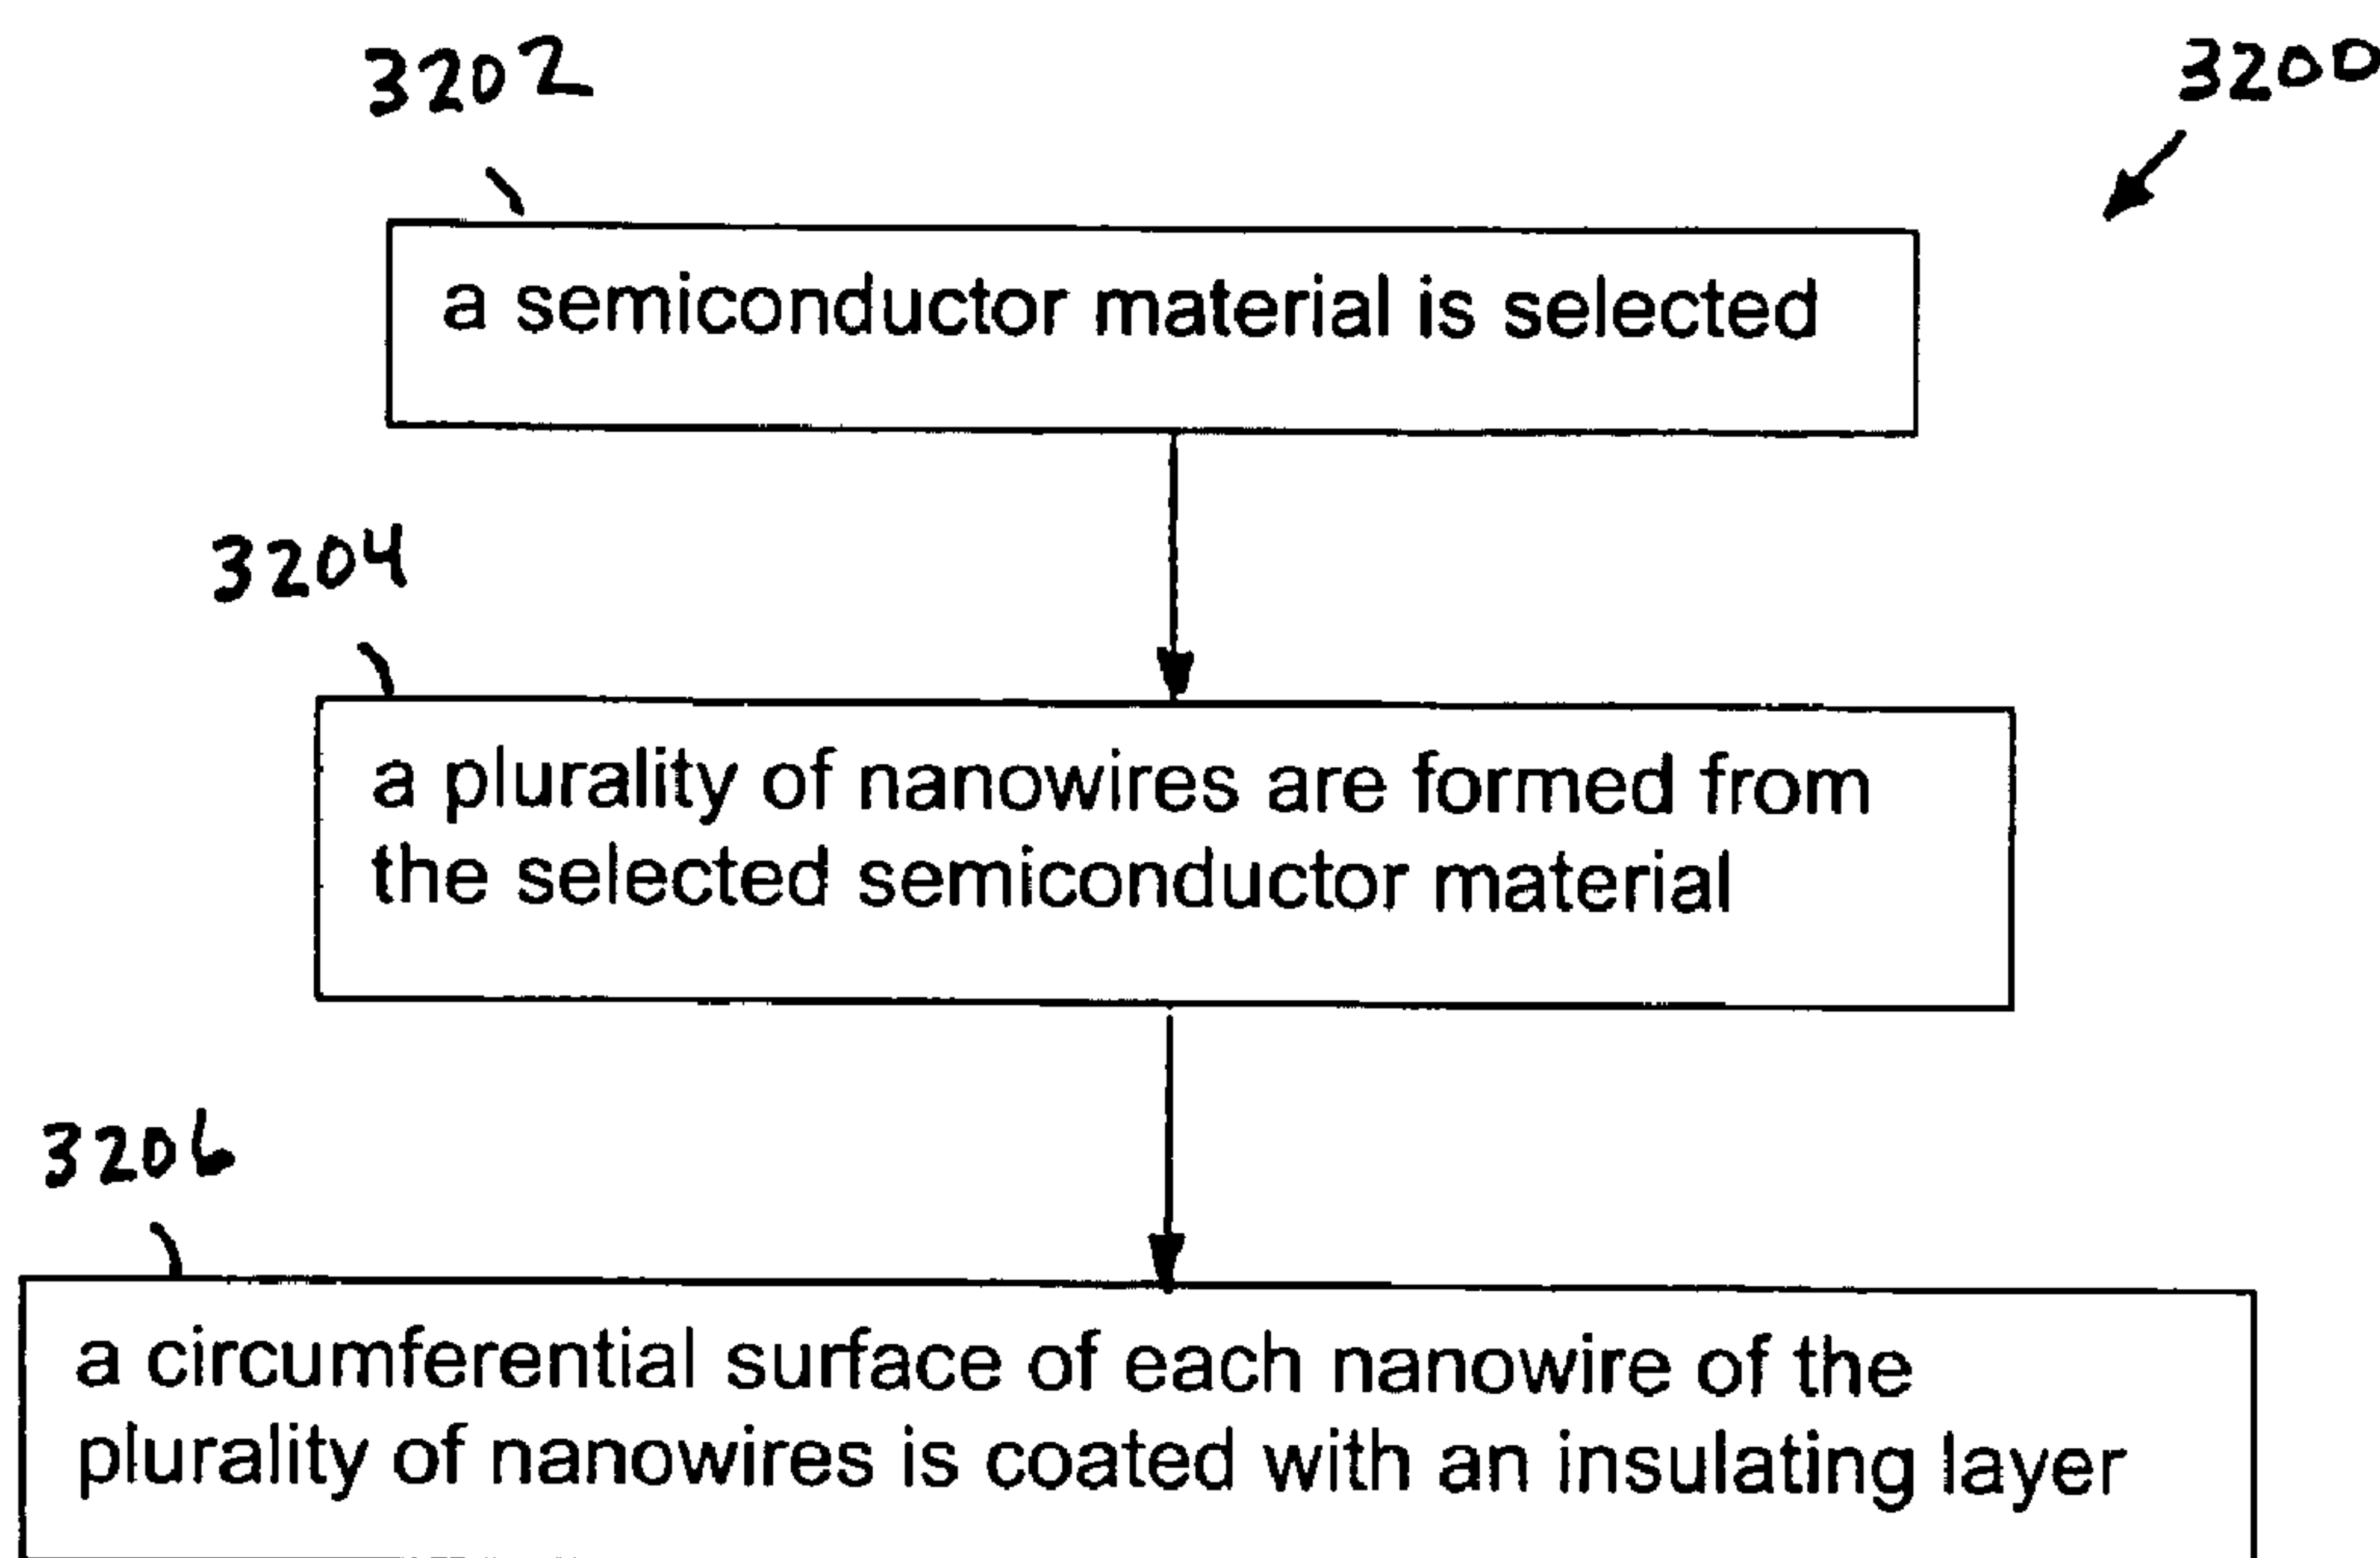 3202
3200
a semiconductor material is selected
3204
a plurality of nanowires are formed from
the selected semiconductor material
3206
a circumferential surface of each nanowire of the
plurality of nanowires is coated with an insulating layer